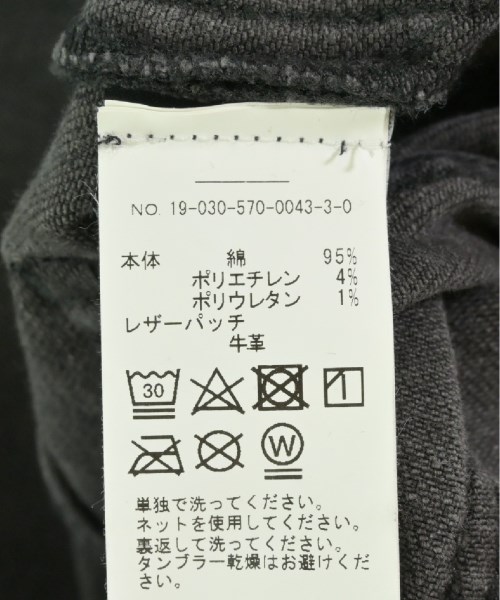 NO. 19-030-570-0043-3-0
本体 綿 95%
ポリエチレン 4%
ポリウレタン 1%
レザーパッチ
牛革
30
W
単独で洗ってください。
ネットを使用してください。
裏返して洗ってください。
タンブラー乾燥はお避けくださ
い。